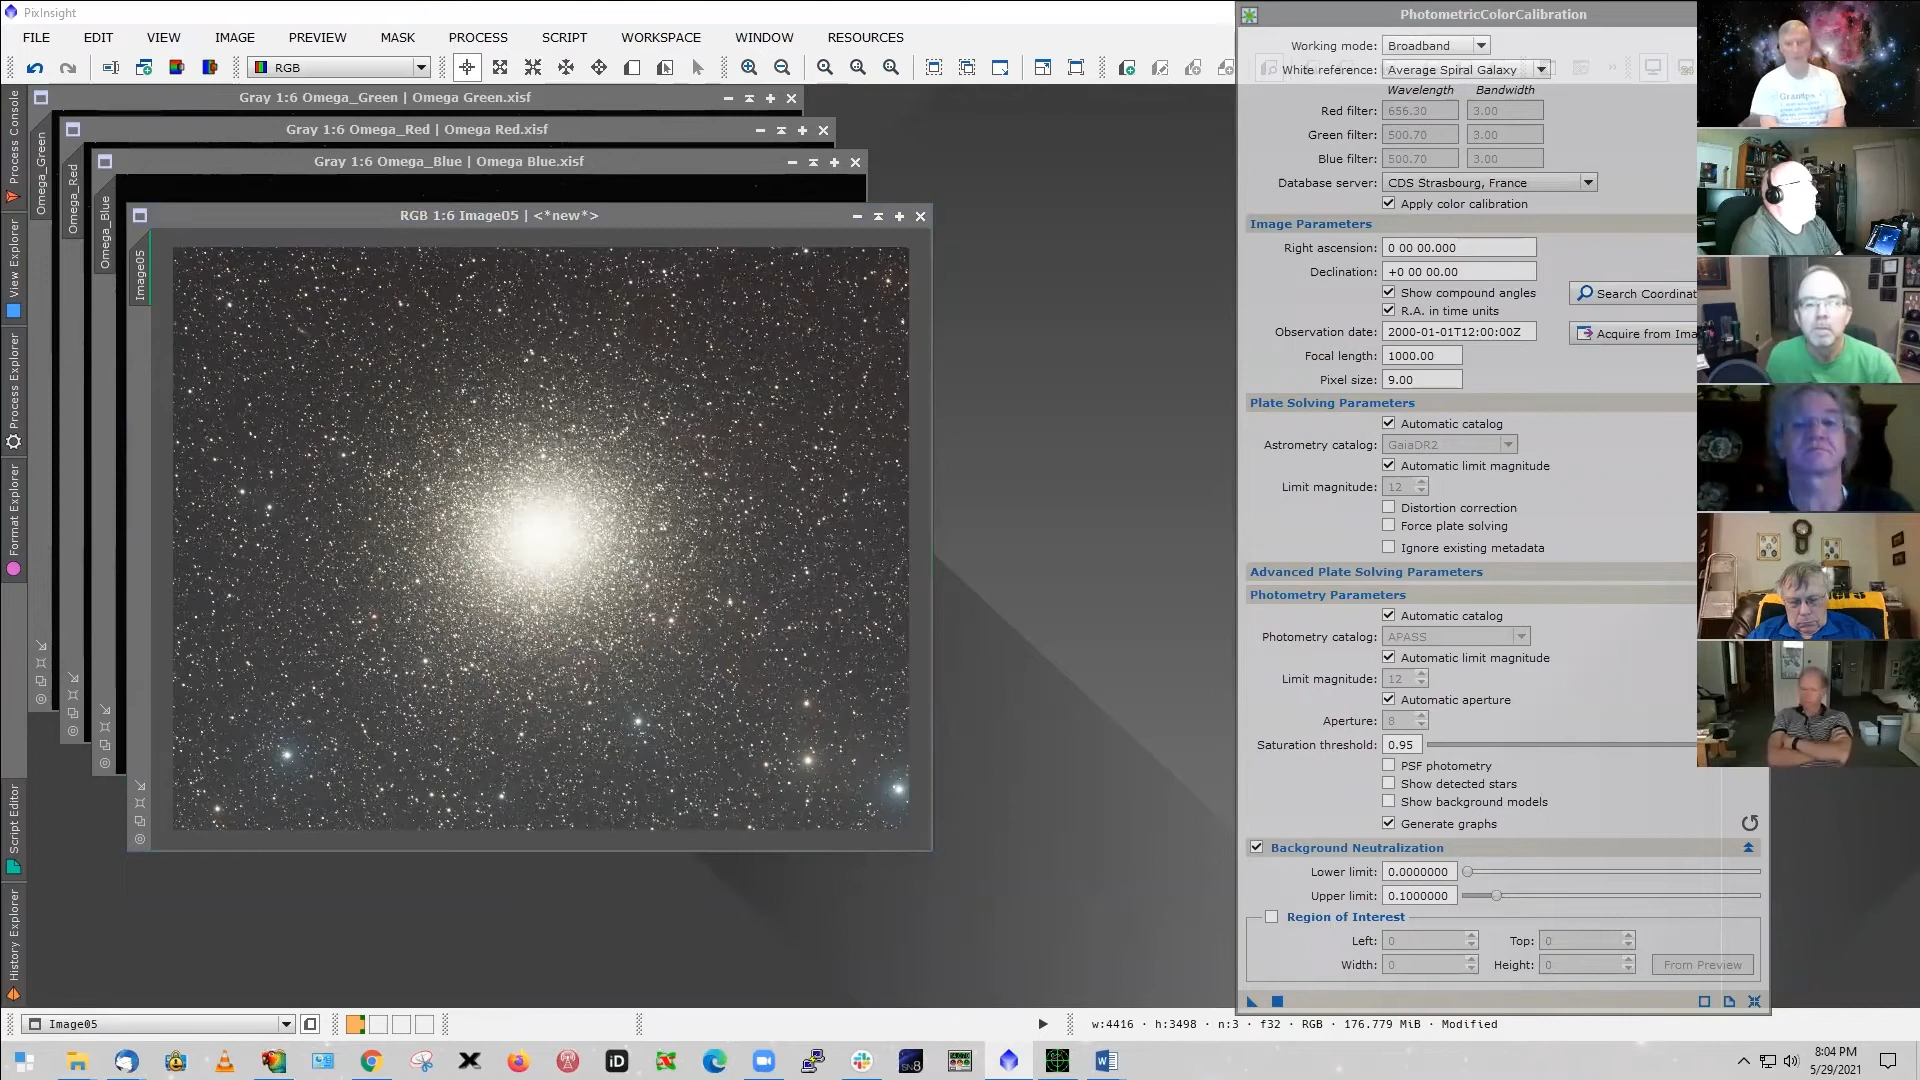 PixInsight
FILE EDIT VIEW IMAGE PREVIEW MASK PROCESS SCRIPT WORKSPACE WINDOW RESOURCES
RGB
Process Console
View Explorer
Process Explorer
Format Explorer
Script Editor
History Explorer
Gray 1:6 Omega_Green | Omega Green.xisf
Omega_Green
Gray 1:6 Omega_Red | Omega Red.xisf
Omega_Red
Gray 1:6 Omega_Blue | Omega Blue.xisf
Omega_Blue
RGB 1:6 Image05 | <*new*>
Image05
PhotometricColorCalibration
Working mode: Broadband
White reference: Average Spiral Galaxy
Wavelength Bandwidth
Red filter: 656.30 3.00
Green filter: 500.70 3.00
Blue filter: 500.70 3.00
Database server: CDS Strasbourg, France
Apply color calibration
Image Parameters
Right ascension: 0 00 00.000
Declination: +0 00 00.00
Show compound angles
Search Coordinat
R.A. in time units
Observation date: 2000-01-01T12:00:00Z
Acquire from Ima
Focal length: 1000.00
Pixel size: 9.00
Plate Solving Parameters
Automatic catalog
Astrometry catalog: GaiaDR2
Automatic limit magnitude
Limit magnitude: 12
Distortion correction
Force plate solving
Ignore existing metadata
Advanced Plate Solving Parameters
Photometry Parameters
Automatic catalog
Photometry catalog: APASS
Automatic limit magnitude
Limit magnitude: 12
Automatic aperture
Aperture: 8
Saturation threshold: 0.95
PSF photometry
Show detected stars
Show background models
Generate graphs
Background Neutralization
Lower limit: 0.0000000
Upper limit: 0.1000000
Region of Interest
Left: 0 Top: 0
Width: 0 Height: 0 From Preview
Grandpa
Image05
w:4416 · h:3498 · n:3 · f32 · RGB · 176.779 MiB · Modified
iD
SN8
8:04 PM
5/29/2021